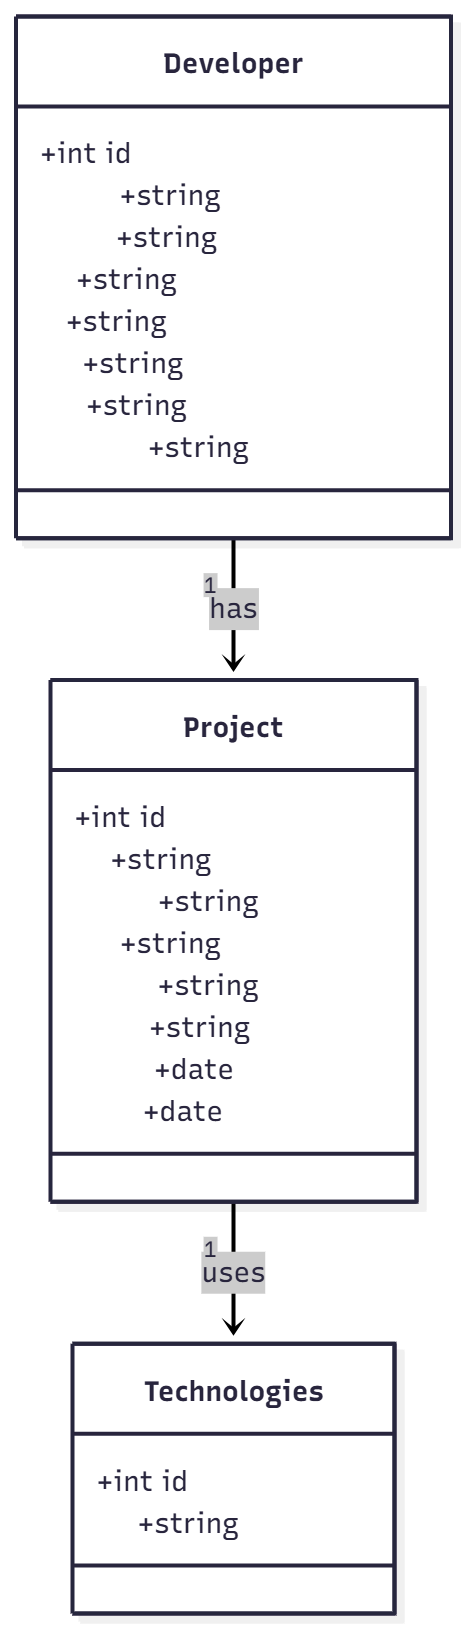 Developer
+int id
+string
+string
+string
+string
+string
+string
+string
1
has
Project
+int id
+string
+string
+string
+string
+string
+date
+date
1
uses
Technologies
+int id
+string